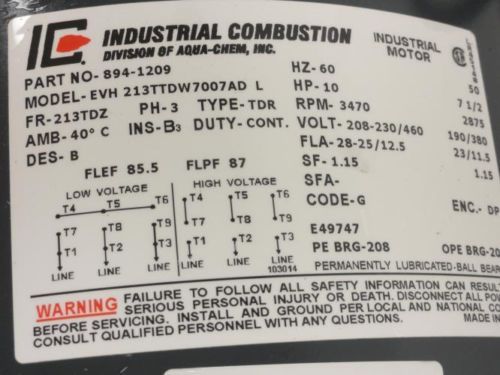 IC INDUSTRIAL COMBUSTION
DIVISION OF AQUA-CHEM, INC.
INDUSTRIAL
MOTOR
PART NO- 894-1209
MODEL- EVH 213TTDW7007AD L
FR-213TDZ PH-3 TYPE-TDR
AMB-40° C INS-B3 DUTY-CONT.
DES- B
HZ-60 50
HP-10 7 1/2
RPM- 3470 2875
VOLT- 208-230/460 190/380
FLA- 28-25/12.5 23/11.5
SF- 1.15 1.15
SFA-
CODE-G ENC.- DP
E49747
PE BRG-208 OPE BRG-20
FLEF 85.5 FLPF 87
LOW VOLTAGE HIGH VOLTAGE
T4 T5 T6 T4 T5 T6
T7 T8 T9 T7 T8 T9
T1 T2 T3 T1 T2 T3
LINE LINE LINE LINE LINE LINE
103014
PERMANENTLY LUBRICATED-BALL BEA
WARNING FAILURE TO FOLLOW ALL SAFETY INFORMATION CAN RESUL
SERIOUS PERSONAL INJURY OR DEATH. DISCONNECT ALL PO
BEFORE SERVICING. INSTALL AND GROUND PER LOCAL AND NATIONAL CO
CONSULT QUALIFIED PERSONNEL WITH ANY QUESTIONS. MADE IN